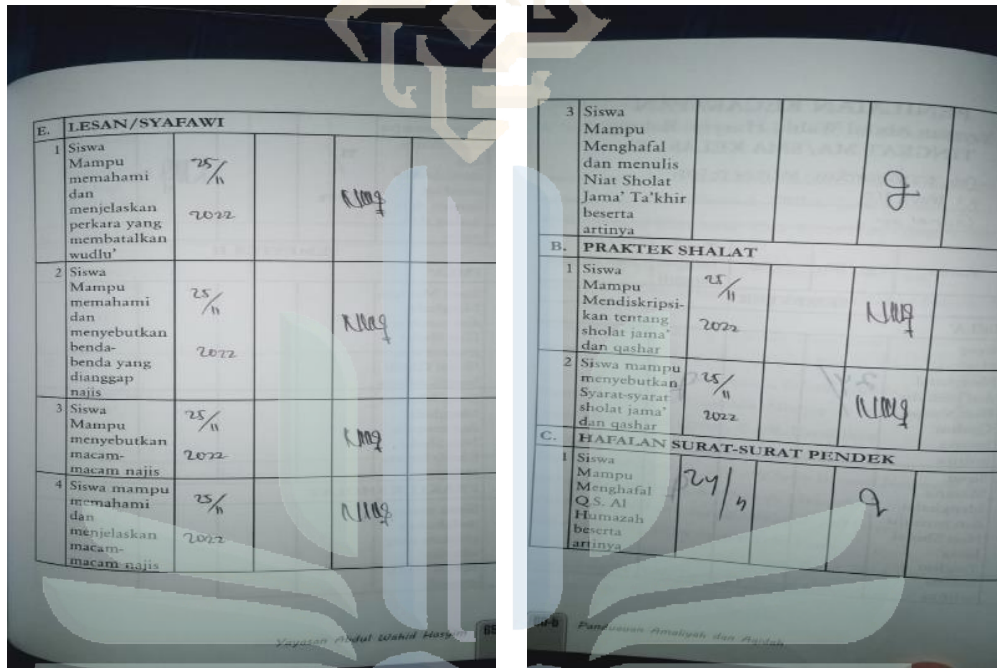 E. LESAN/SYAFAWI
1 Siswa
Mampu
memahami
dan
menjelaskan
perkara yang
membatalkan
wudlu'
25/11
2022
2 Siswa
Mampu
memahami
dan
menyebutkan
benda-
benda yang
dianggap
najis
25/11
2022
3 Siswa
Mampu
menyebutkan
macam-
macam najis
25/11
2022
4 Siswa mampu
memahami
dan
menjelaskan
macam-
macam najis
25/11
2022
Yayasan Abdul Wahid Hasyim
3 Siswa
Mampu
Menghafal
dan menulis
Niat Sholat
Jama' Ta'khir
beserta
artinya
B. PRAKTEK SHALAT
1 Siswa
Mampu
Mendiskripsi-
kan tentang
sholat jama'
dan qashar
25/11
2022
2 Siswa mampu
menyebutkan
Syarat-syarat
sholat jama'
dan qashar
25/11
2022
C. HAFALAN SURAT-SURAT PENDEK
1 Siswa
Mampu
Menghafal
Q.S. Al
Humazah
beserta
artinya
24/11
Panduan Amaliyah dan Aqidah